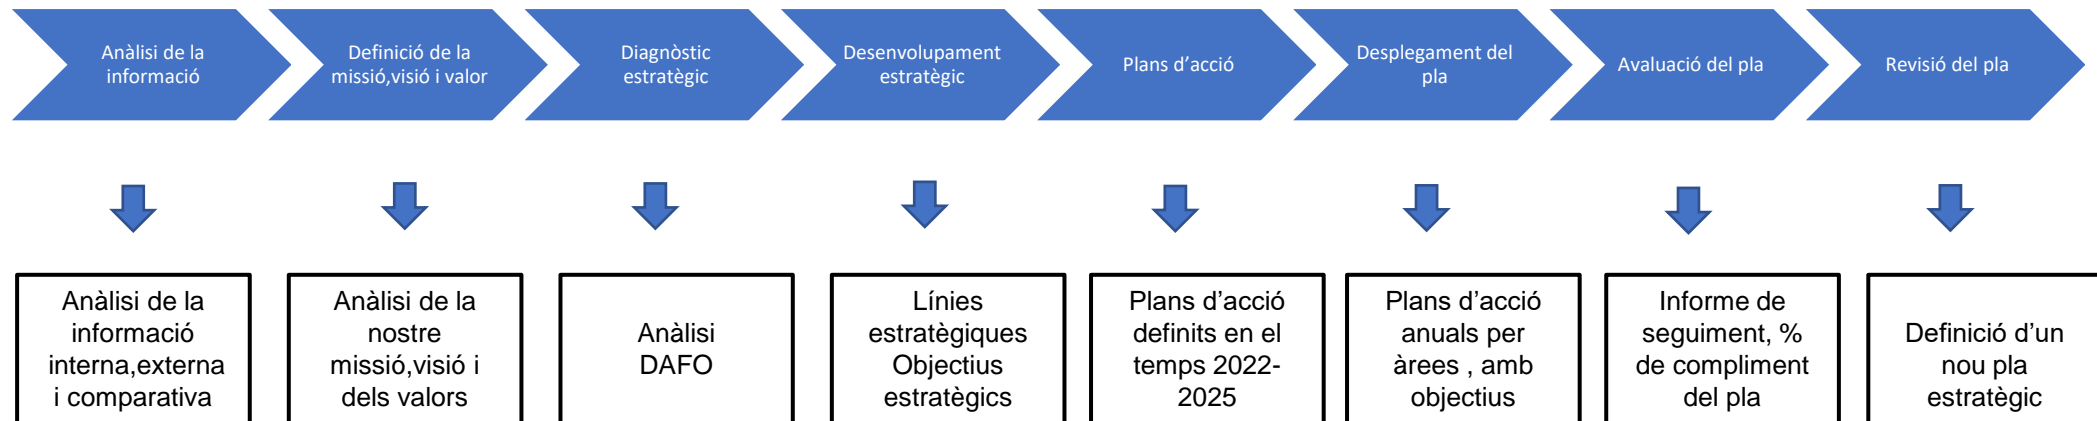 Anàlisi de la
informació
Definició de la
missió,visió i valor
Diagnòstic
estratègic
Desenvolupament
estratègic
Plans d'acció
Desplegament del
pla
Avaluació del pla
Revisió del pla
Anàlisi de la
informació
interna,externa
i comparativa
Anàlisi de la
nostre
missió,visió i
dels valors
Anàlisi
DAFO
Línies
estratègiques
Objectius
estratègics
Plans d'acció
definits en el
temps 2022-
2025
Plans d'acció
anuals per
àrees , amb
objectius
Informe de
seguiment, %
de compliment
del pla
Definició d'un
nou pla
estratègic